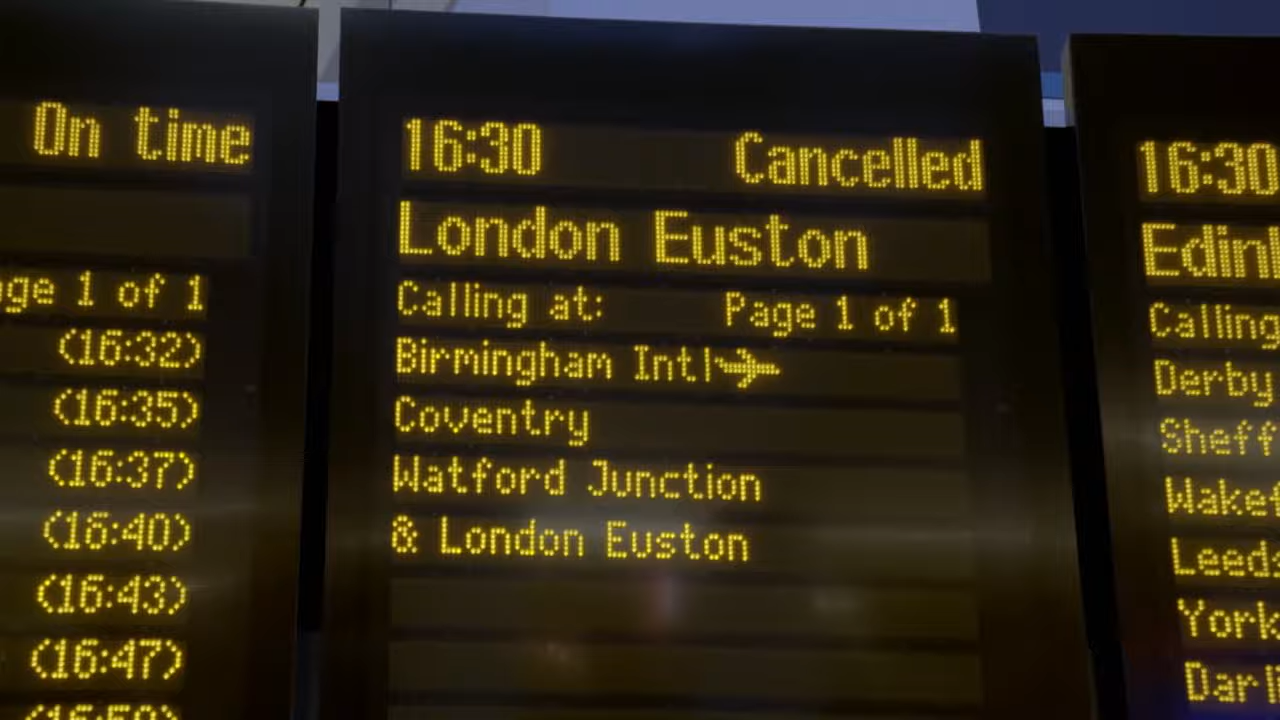 On time
1 of 1
(16:32)
(16:35)
(16:37)
(16:40)
(16:43)
(16:47)
16:30 Cancelled
London Euston
Calling at: Page 1 of 1
Birmingham Intl
Coventry
Watford Junction
& London Euston
16:30
Calling
Derby
York